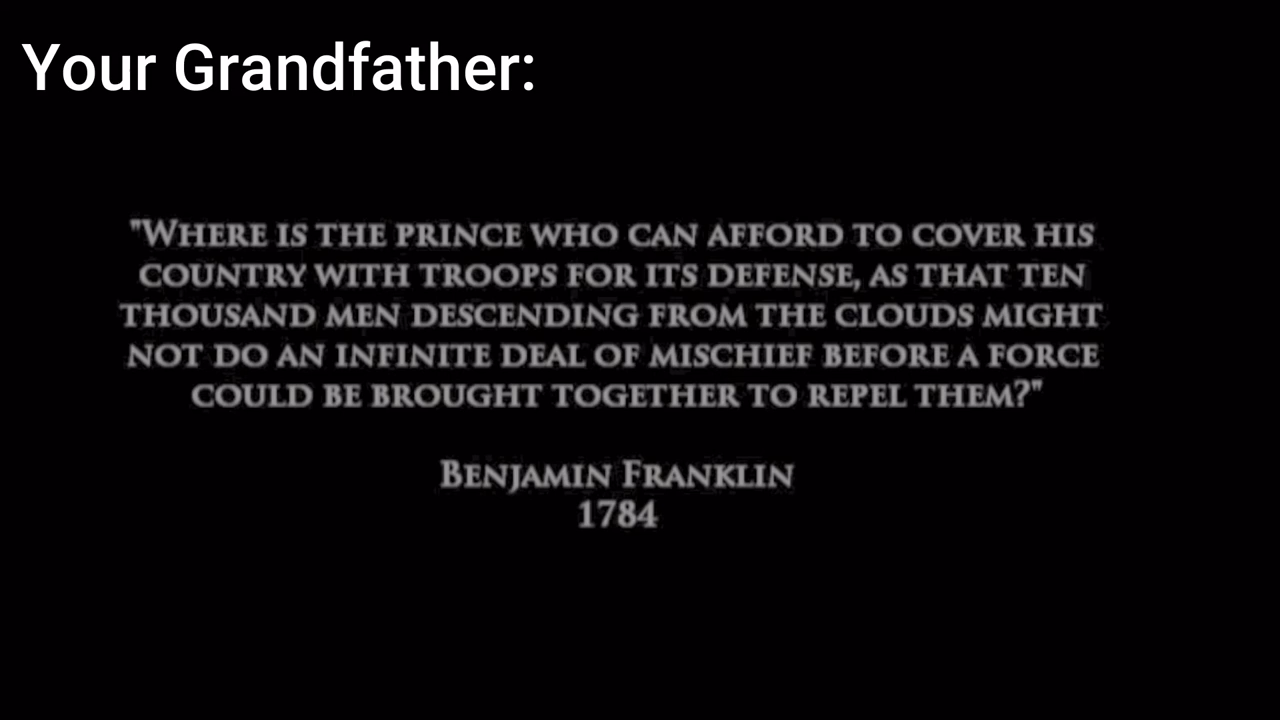 Your Grandfather:
"Where is the prince who can afford to cover his
country with troops for its defense, as that ten
thousand men descending from the clouds might
not do an infinite deal of mischief before a force
could be brought together to repel them?"
Benjamin Franklin
1784